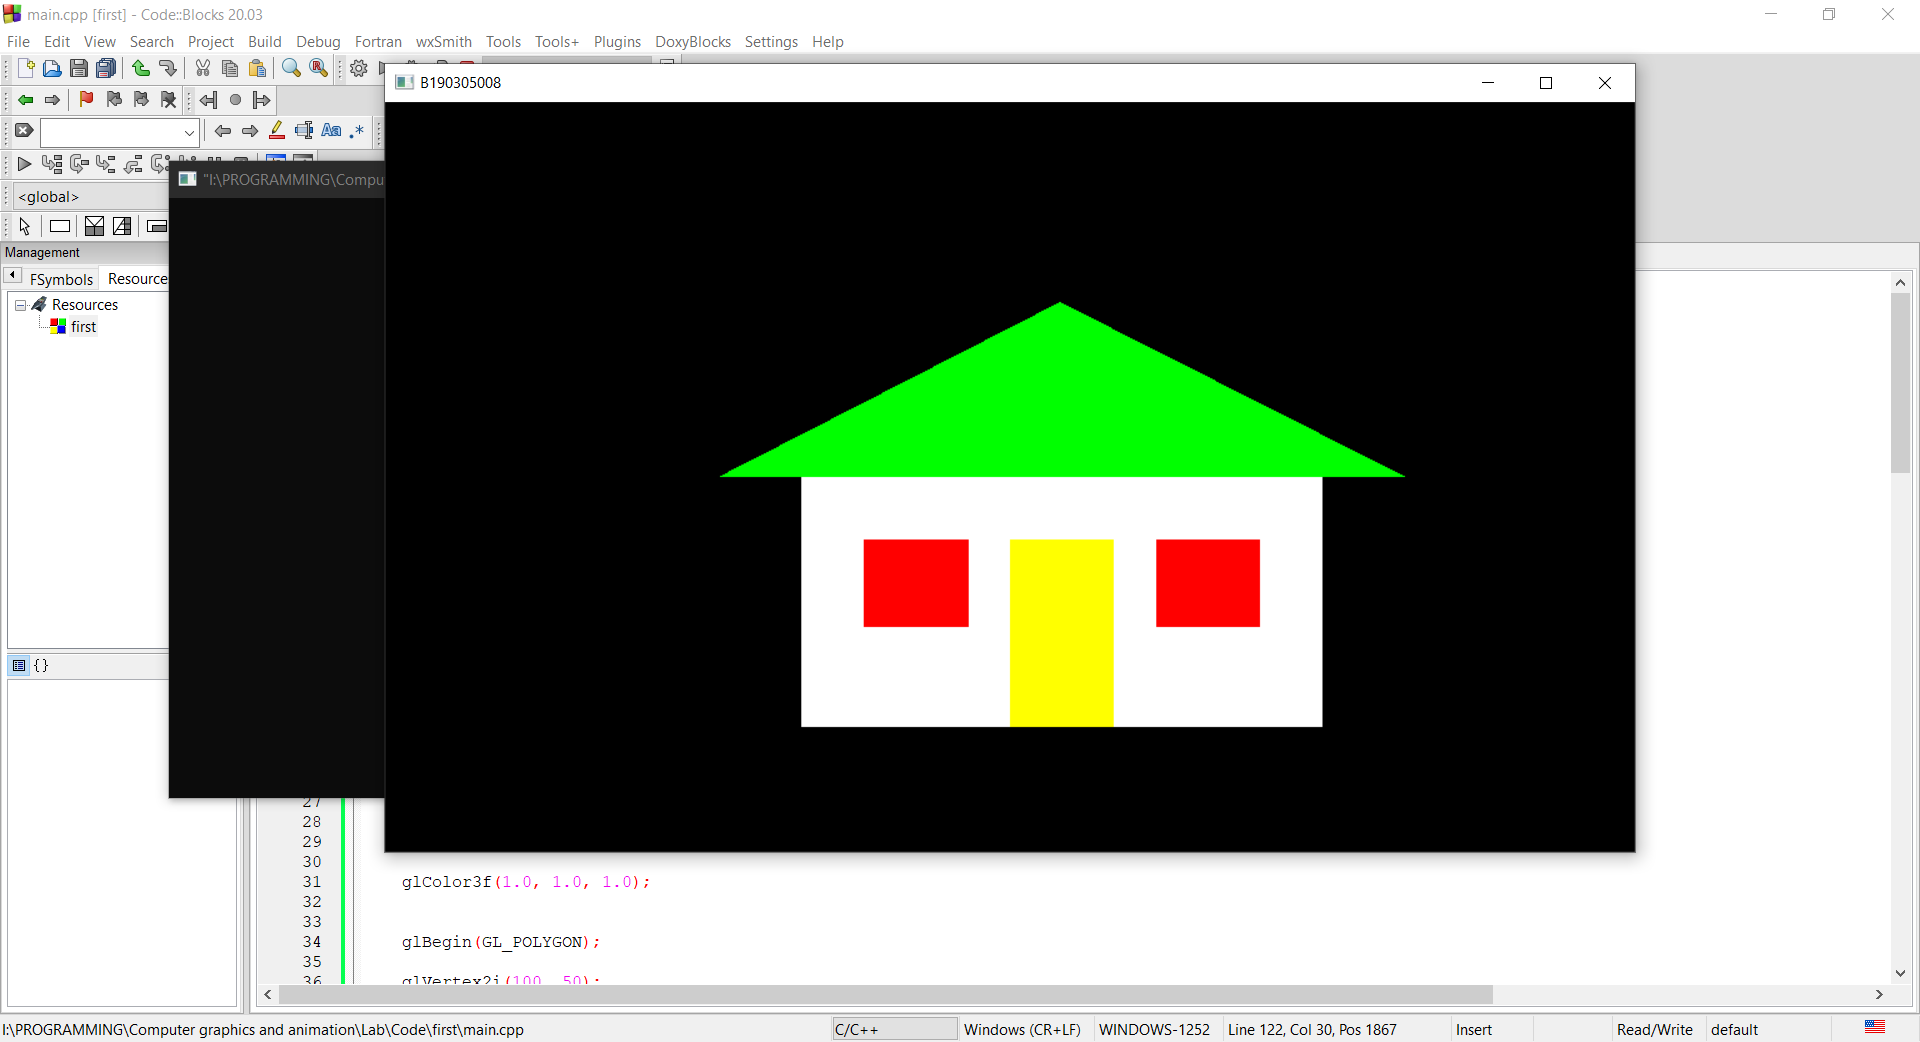 main.cpp [first] - Code::Blocks 20.03
File Edit View Search Project Build Debug Fortran wxSmith Tools Tools+ Plugins DoxyBlocks Settings Help
B190305008
Aa .*
"I:\PROGRAMMING\Compu
<global>
Management
FSymbols Resource
Resources
first
{}
27
28
29
30
31 glColor3f(1.0, 1.0, 1.0);
32
33
34 glBegin(GL_POLYGON);
35
36 glVertex2i(100, 50);
I:\PROGRAMMING\Computer graphics and animation\Lab\Code\first\main.cpp C/C++ Windows (CR+LF) WINDOWS-1252 Line 122, Col 30, Pos 1867 Insert Read/Write default